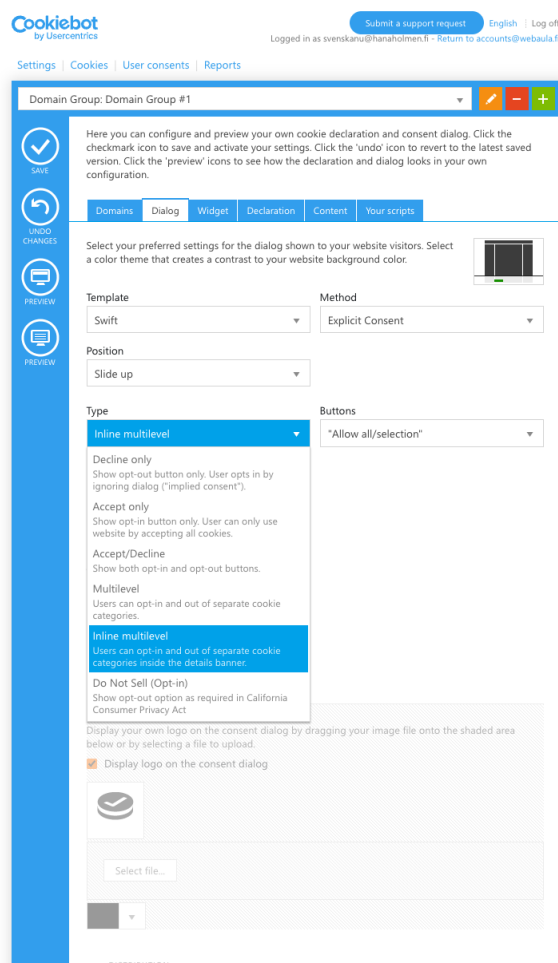 Cookiebot
by Usercentrics
Submit a support request
English
Log off
Logged in as svenskanu@hanaholmen.fi - Return to accounts@webaula.fi
Settings | Cookies | User consents | Reports
Domain Group: Domain Group #1
SAVE
UNDO
CHANGES
PREVIEW
PREVIEW
Here you can configure and preview your own cookie declaration and consent dialog. Click the
checkmark icon to save and activate your settings. Click the 'undo' icon to revert to the latest saved
version. Click the 'preview' icons to see how the declaration and dialog looks in your own
configuration.
Domains Dialog Widget Declaration Content Your scripts
Select your preferred settings for the dialog shown to your website visitors. Select
a color theme that creates a contrast to your website background color.
Template Method
Swift Explicit Consent
Position
Slide up
Type Buttons
Inline multilevel "Allow all/selection"
Decline only
Show opt-out button only. User opts in by
ignoring dialog ("implied consent").
Accept only
Show opt-in button only. User can only use
website by accepting all cookies.
Accept/Decline
Show both opt-in and opt-out buttons.
Multilevel
Users can opt-in and out of separate cookie
categories.
Inline multilevel
Users can opt-in and out of separate cookie
categories inside the details banner.
Do Not Sell (Opt-in)
Show opt-out option as required in California
Consumer Privacy Act
Display your own logo on the consent dialog by dragging your image file onto the shaded area
below or by selecting a file to upload.
Display logo on the consent dialog
Select file...